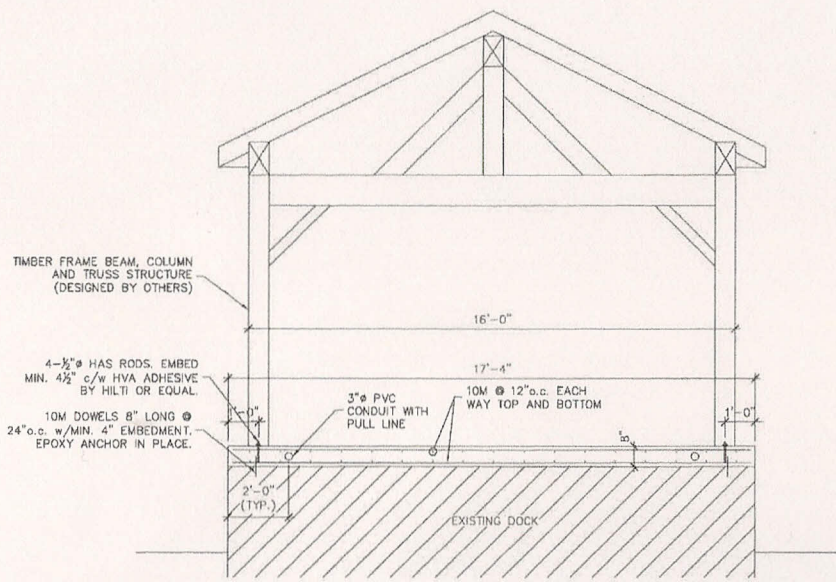 TIMBER FRAME BEAM, COLUMN
AND TRUSS STRUCTURE
(DESIGNED BY OTHERS)
16'-0"
17'-4"
4-½"ø HAS RODS. EMBED
MIN. 4½" c/w HVA ADHESIVE
BY HILTI OR EQUAL.
3"ø PVC
CONDUIT WITH
PULL LINE
10M @ 12"o.c. EACH
WAY TOP AND BOTTOM
1'-0"
1'-0"
10M DOWELS 8" LONG @
24"o.c. w/MIN. 4" EMBEDMENT.
EPOXY ANCHOR IN PLACE.
8"
2'-0"
(TYP.)
EXISTING DOCK